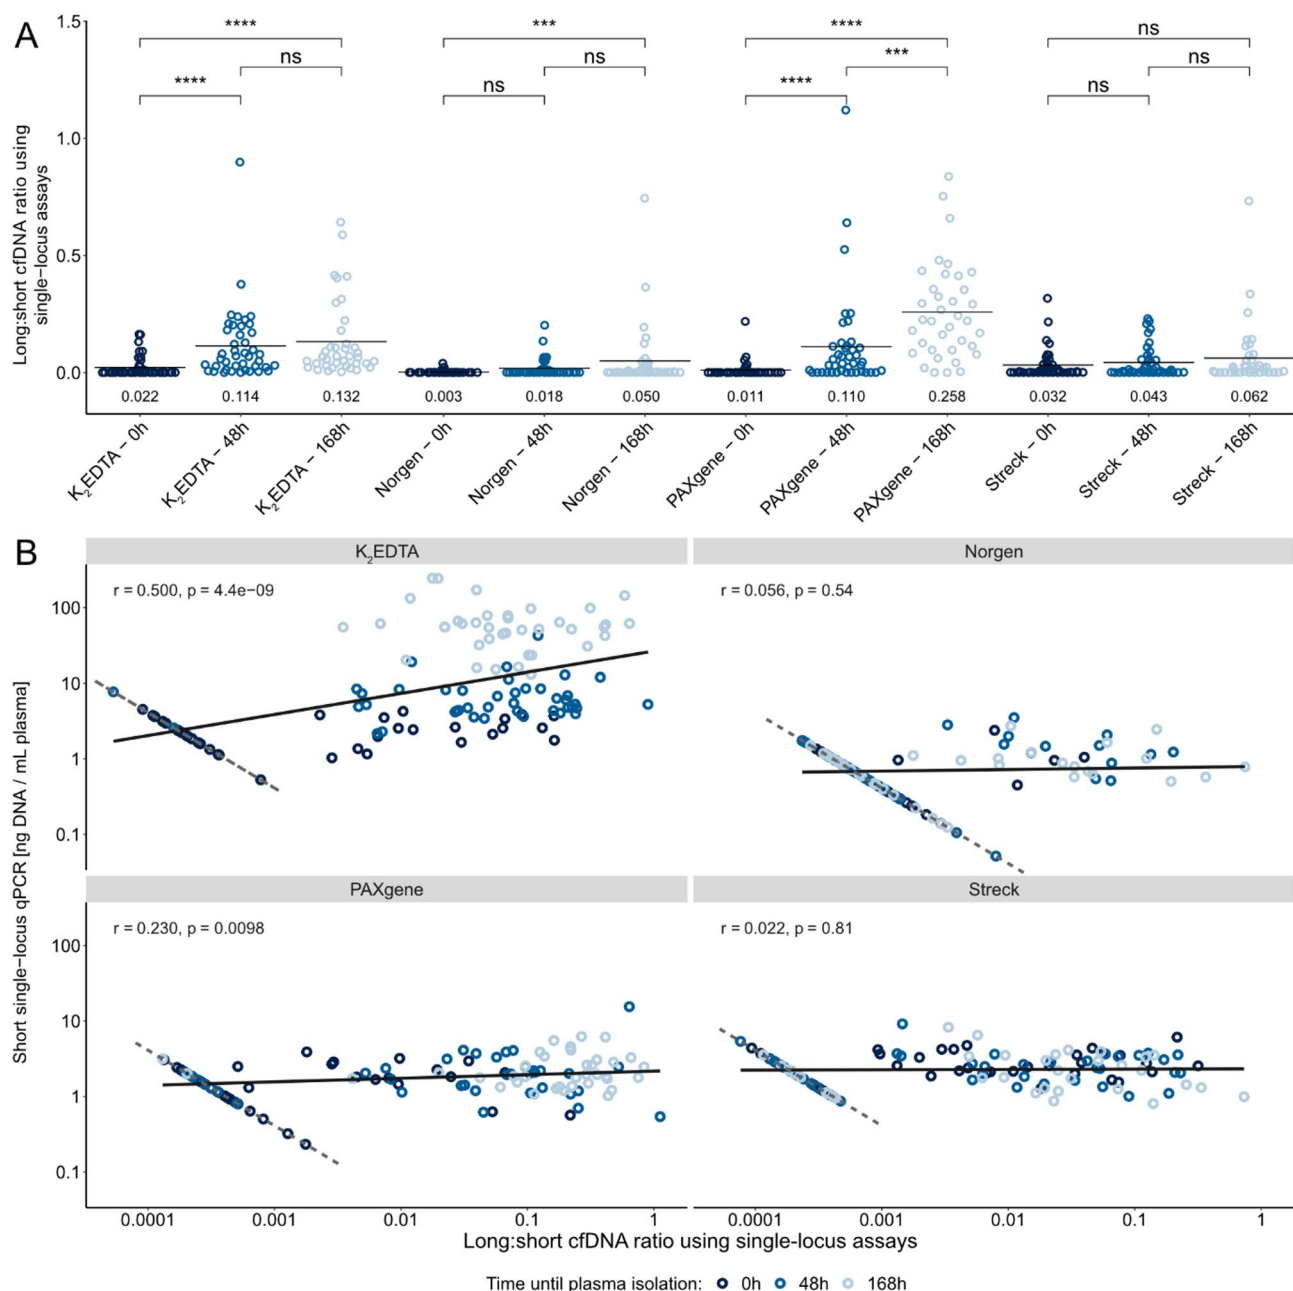 A
1.5
1.0
0.5
0.0
Long:short cfDNA ratio using
single−locus assays
****
***
****
ns
ns
ns
***
ns
****
ns
****
ns
0.022
0.114
0.132
0.003
0.018
0.050
0.011
0.110
0.258
0.032
0.043
0.062
K₂EDTA − 0h
K₂EDTA − 48h
K₂EDTA − 168h
Norgen − 0h
Norgen − 48h
Norgen − 168h
PAXgene − 0h
PAXgene − 48h
PAXgene − 168h
Streck − 0h
Streck − 48h
Streck − 168h
B
Short single−locus qPCR [ng DNA / mL plasma]
K₂EDTA
r = 0.500, p = 4.4e−09
100
10
1
0.1
Norgen
r = 0.056, p = 0.54
PAXgene
r = 0.230, p = 0.0098
100
10
1
0.1
Streck
r = 0.022, p = 0.81
0.0001
0.001
0.01
0.1
1
0.0001
0.001
0.01
0.1
1
Long:short cfDNA ratio using single-locus assays
Time until plasma isolation: 0h 48h 168h